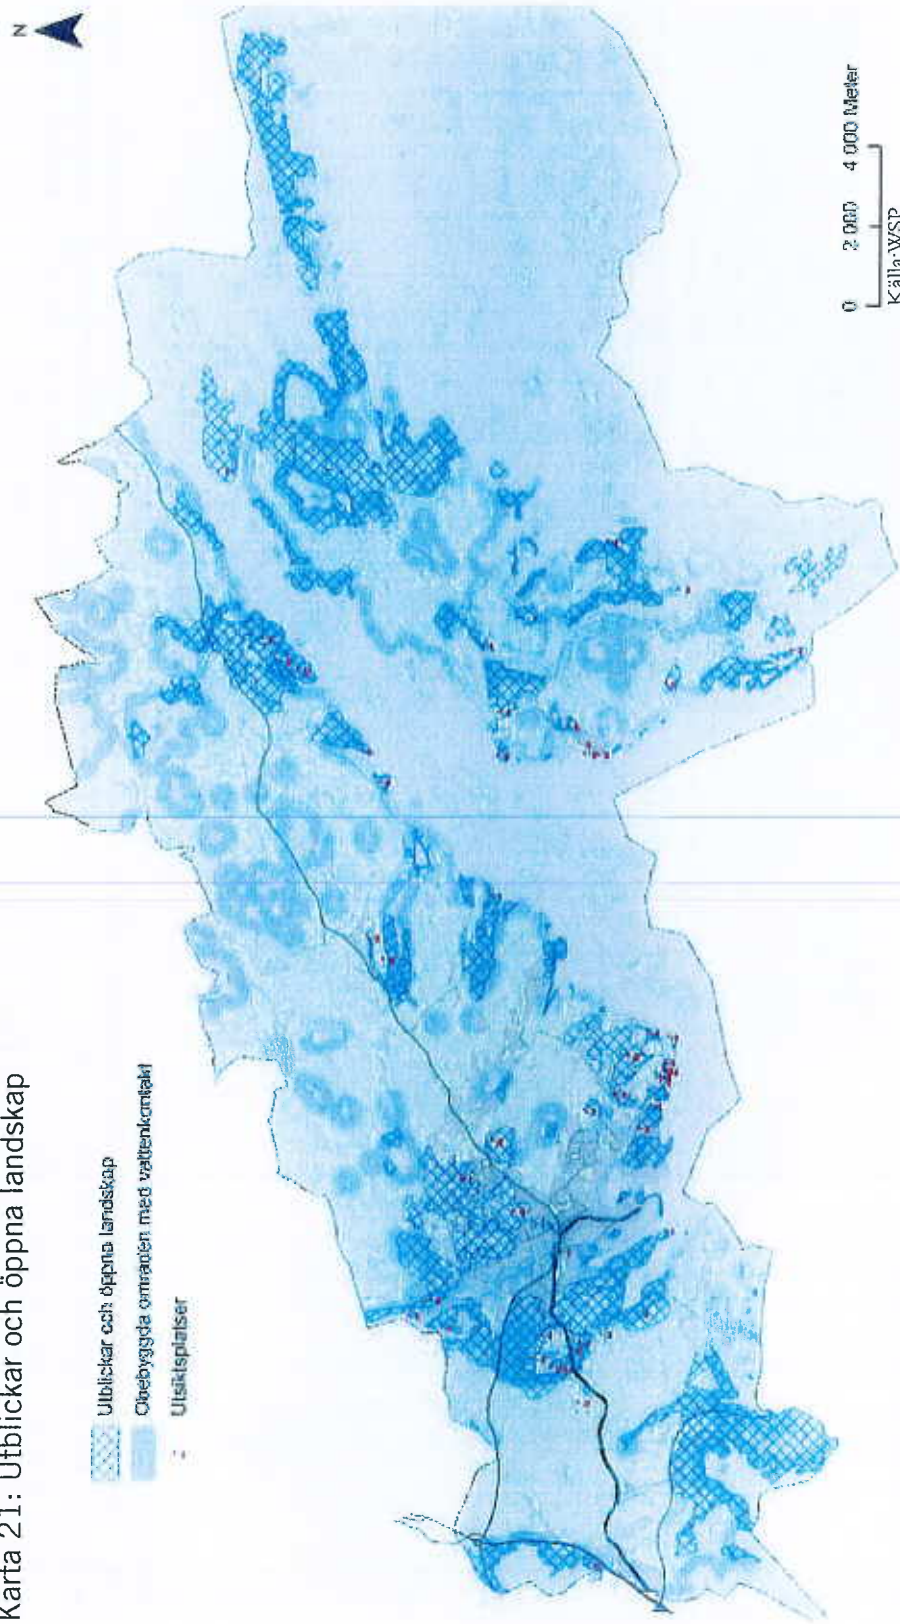 Karta 21: Utblickar och öppna landskap
Utblickar och öppna landskap
Obebyggda områden med vattenkontakt
Utsiktsplatser
N
0 2 000 4 000 Meter
Källa:WSP